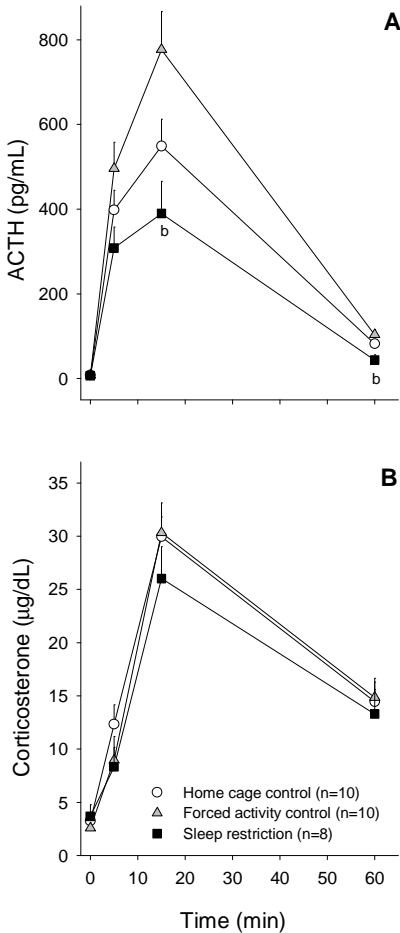 A
800
600
400
200
0
ACTH (pg/mL)
b
b
B
35
30
25
20
15
10
5
0
Corticosterone (μg/dL)
Home cage control (n=10)
Forced activity control (n=10)
Sleep restriction (n=8)
0 10 20 30 40 50 60
Time (min)